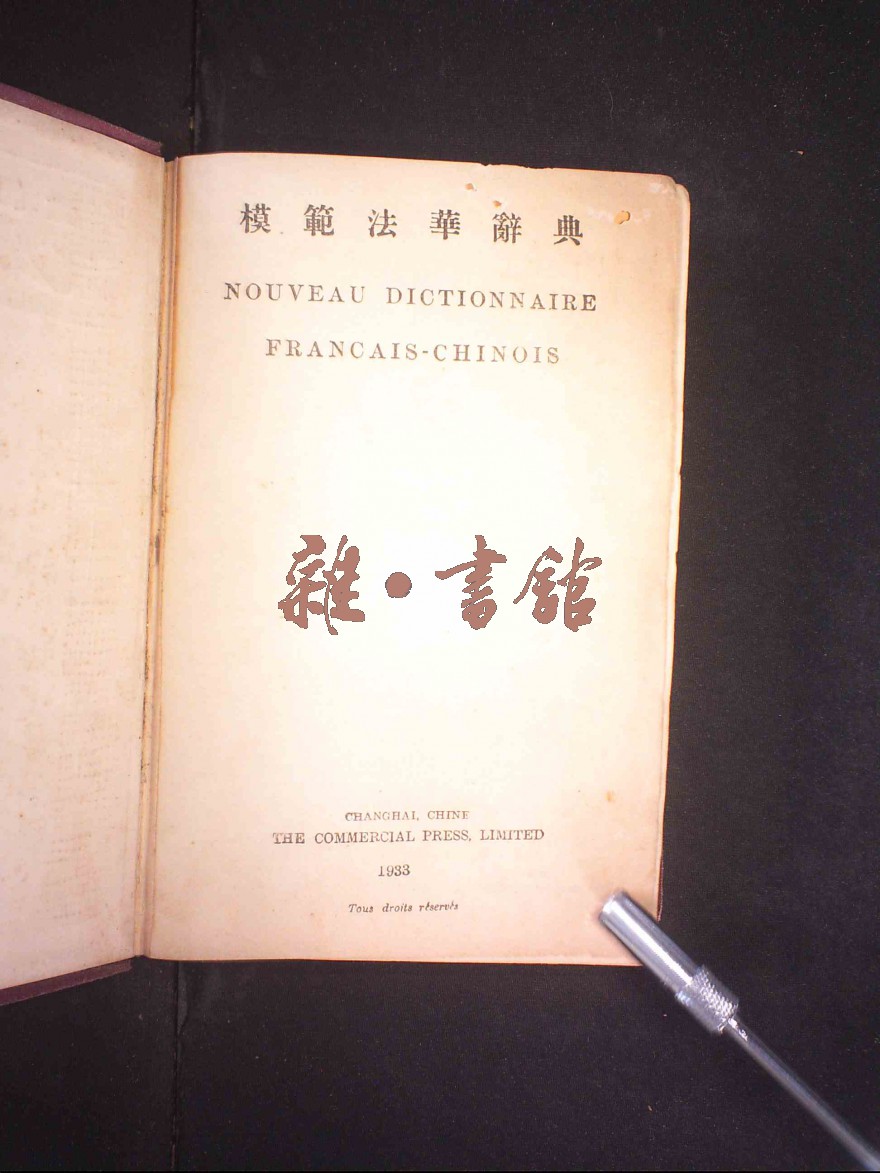 模範法華辭典
NOUVEAU DICTIONNAIRE
FRANCAIS-CHINOIS
雜·書館
CHANGHAI, CHINE
THE COMMERCIAL PRESS, LIMITED
1933
Tous droits réservés